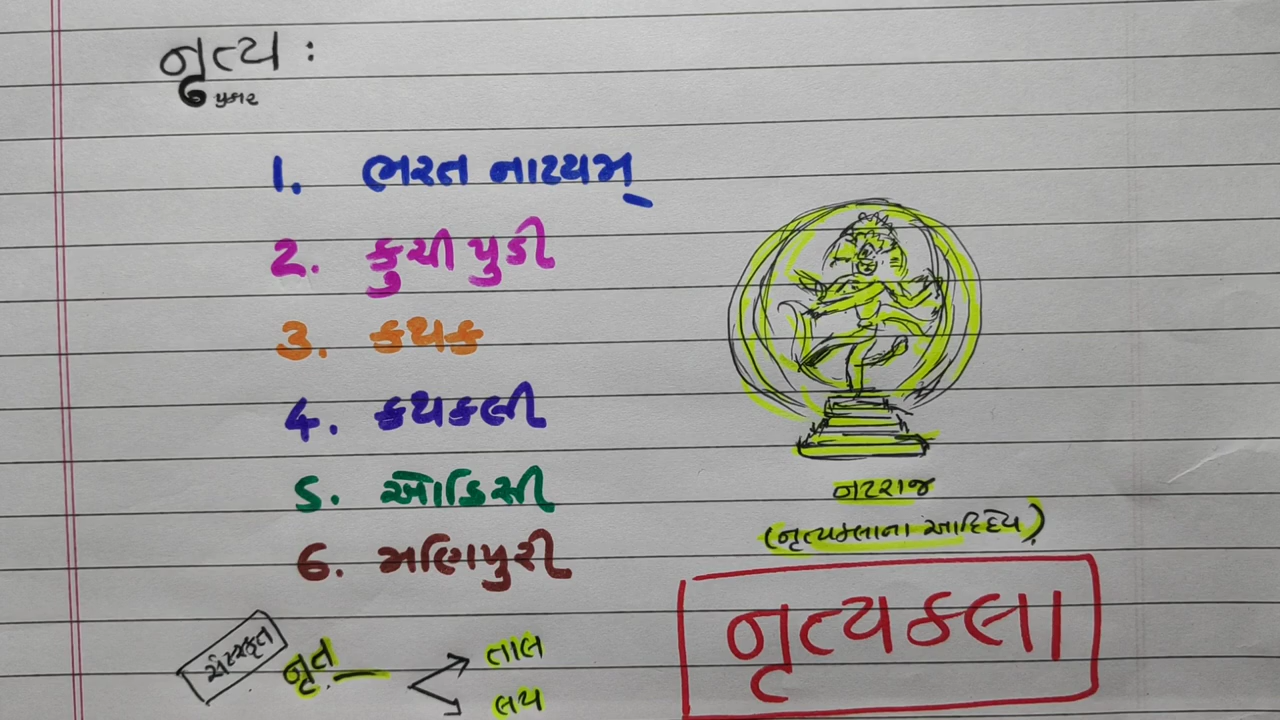 નૃત્ય :
પ્રકાર
1. ભરત નાટ્યમ્
2. કુચીપુડી
3. કથક
4. કથકલી
5. ઓડિસી
6. મણિપુરી
નટરાજ
(નૃત્યકલાના આદિદેવ)
નૃત્યકલા
સંસ્કૃત
નૃત
તાલ
લય